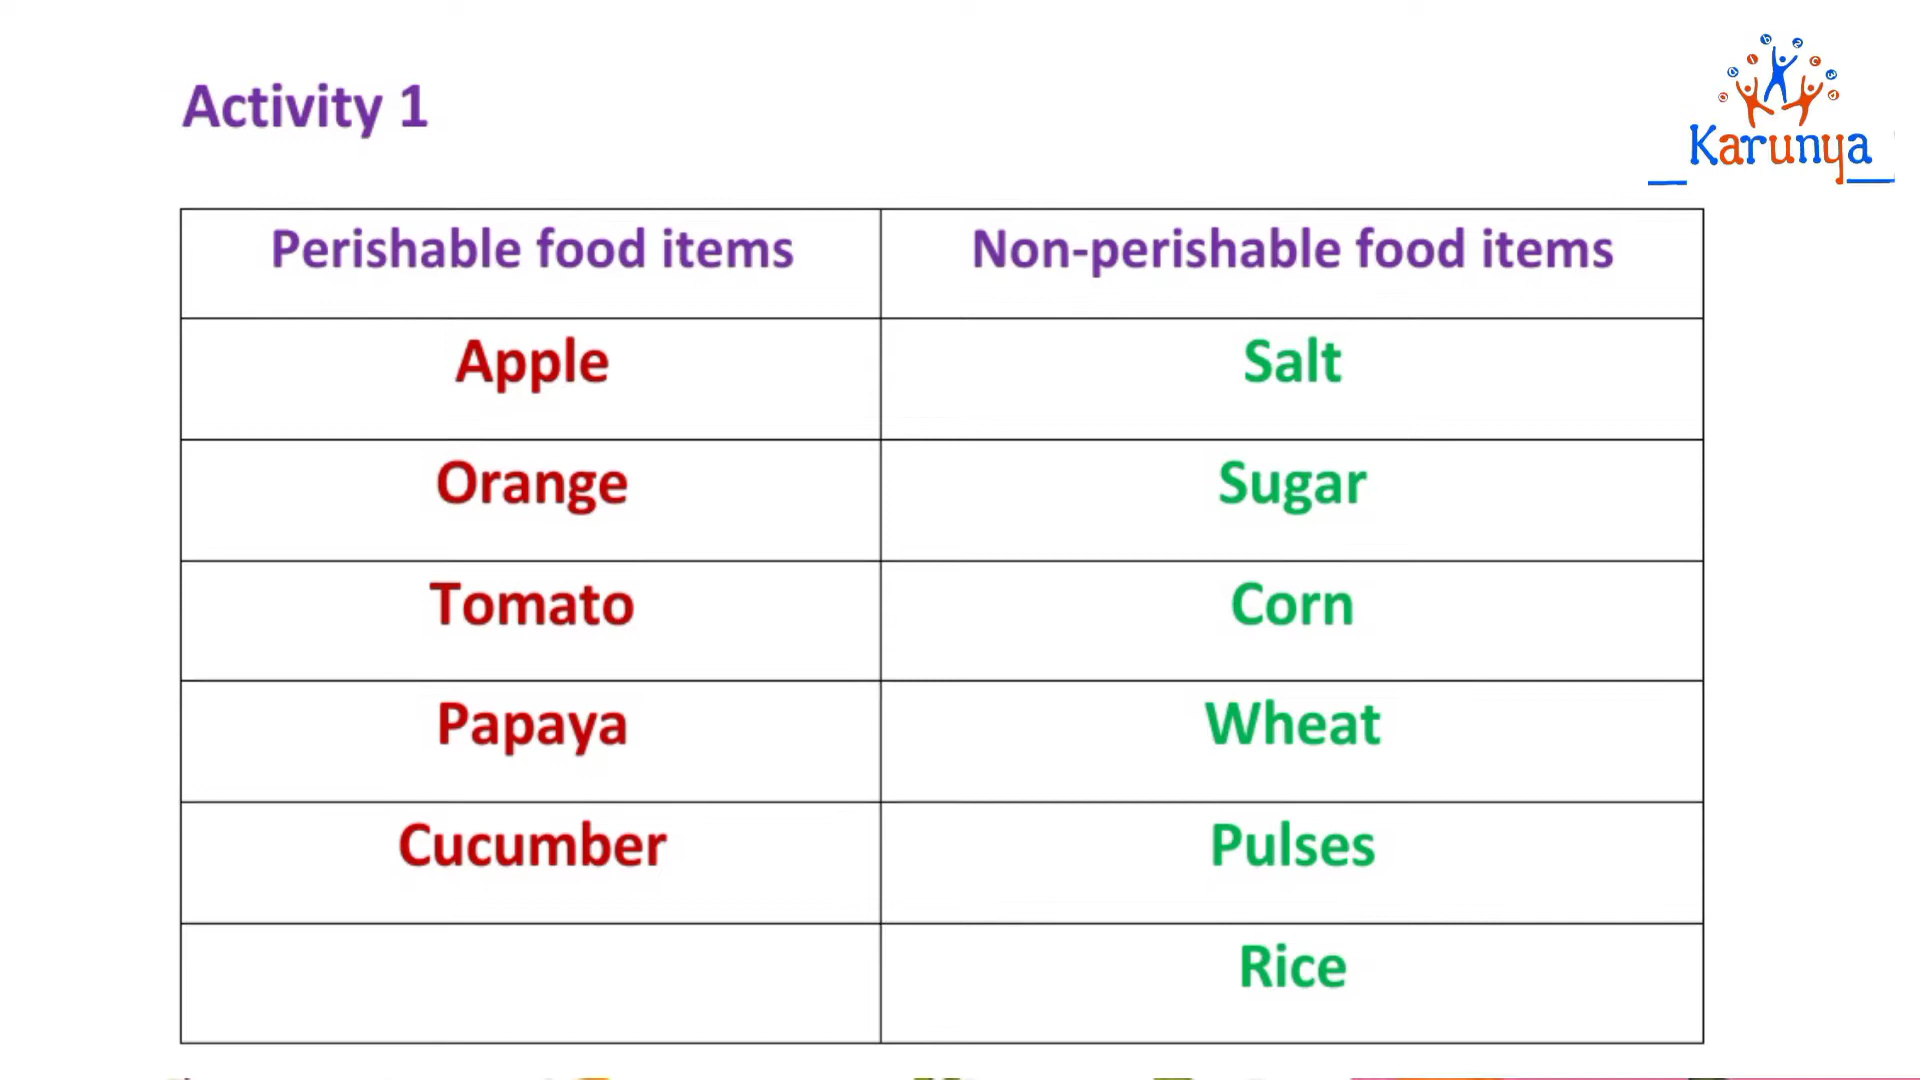 Activity 1
Karunya
Perishable food items
Non-perishable food items
Apple
Salt
Orange
Sugar
Tomato
Corn
Papaya
Wheat
Cucumber
Pulses
Rice